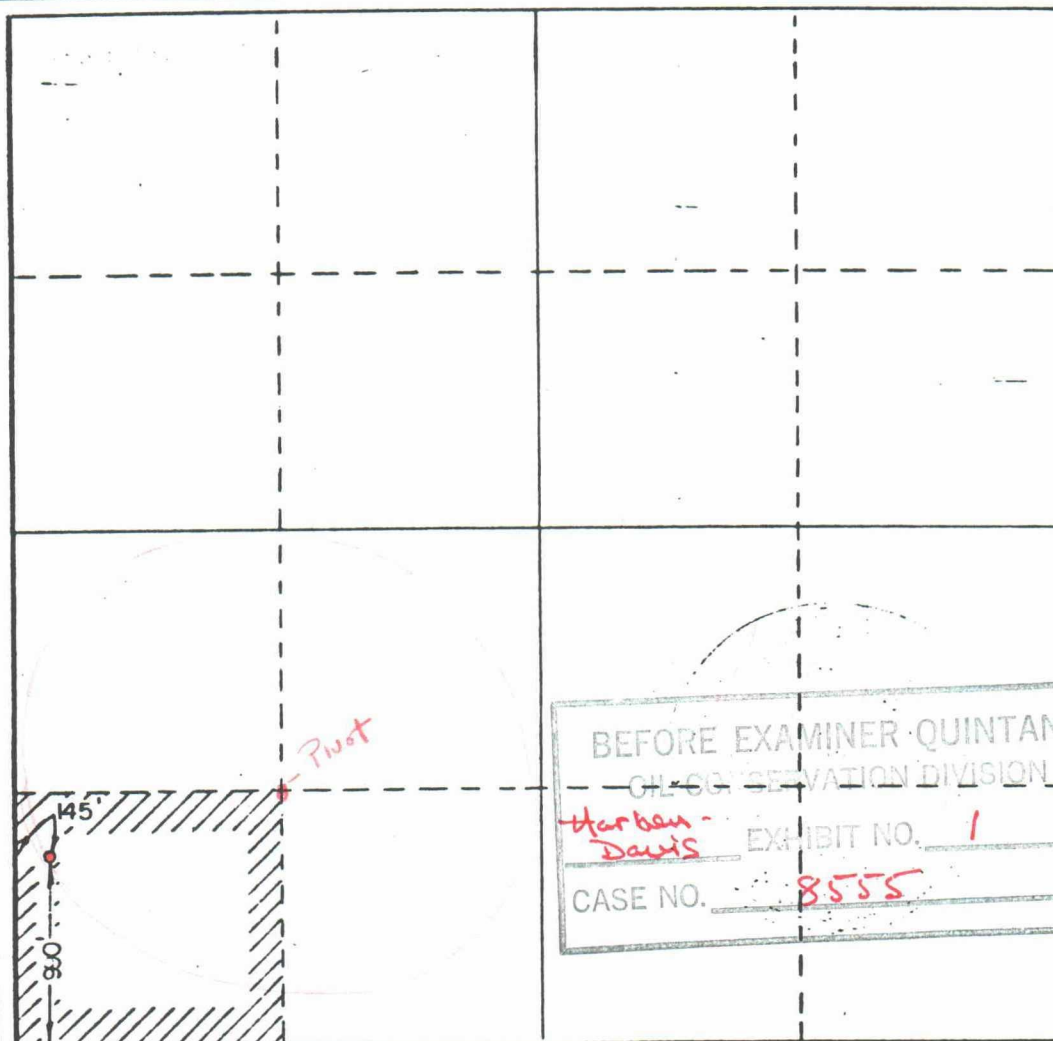 Pivot
145'
990'
BEFORE EXAMINER QUINTAN
OIL CONSERVATION DIVISION
Harben-
Davis EXHIBIT NO. 1
CASE NO. 8555